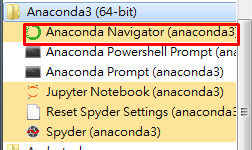 Anaconda3 (64-bit)
Anaconda Navigator (anaconda3)
Anaconda Powershell Prompt (anaconda3)
Anaconda Prompt (anaconda3)
Jupyter Notebook (anaconda3)
Reset Spyder Settings (anaconda3)
Spyder (anaconda3)